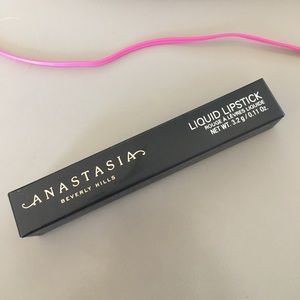 ANASTASIA
BEVERLY HILLS
LIQUID LIPSTICK
ROUGE À LÈVRES LIQUIDE
NET WT. 3.2 g / 0.11 Oz.